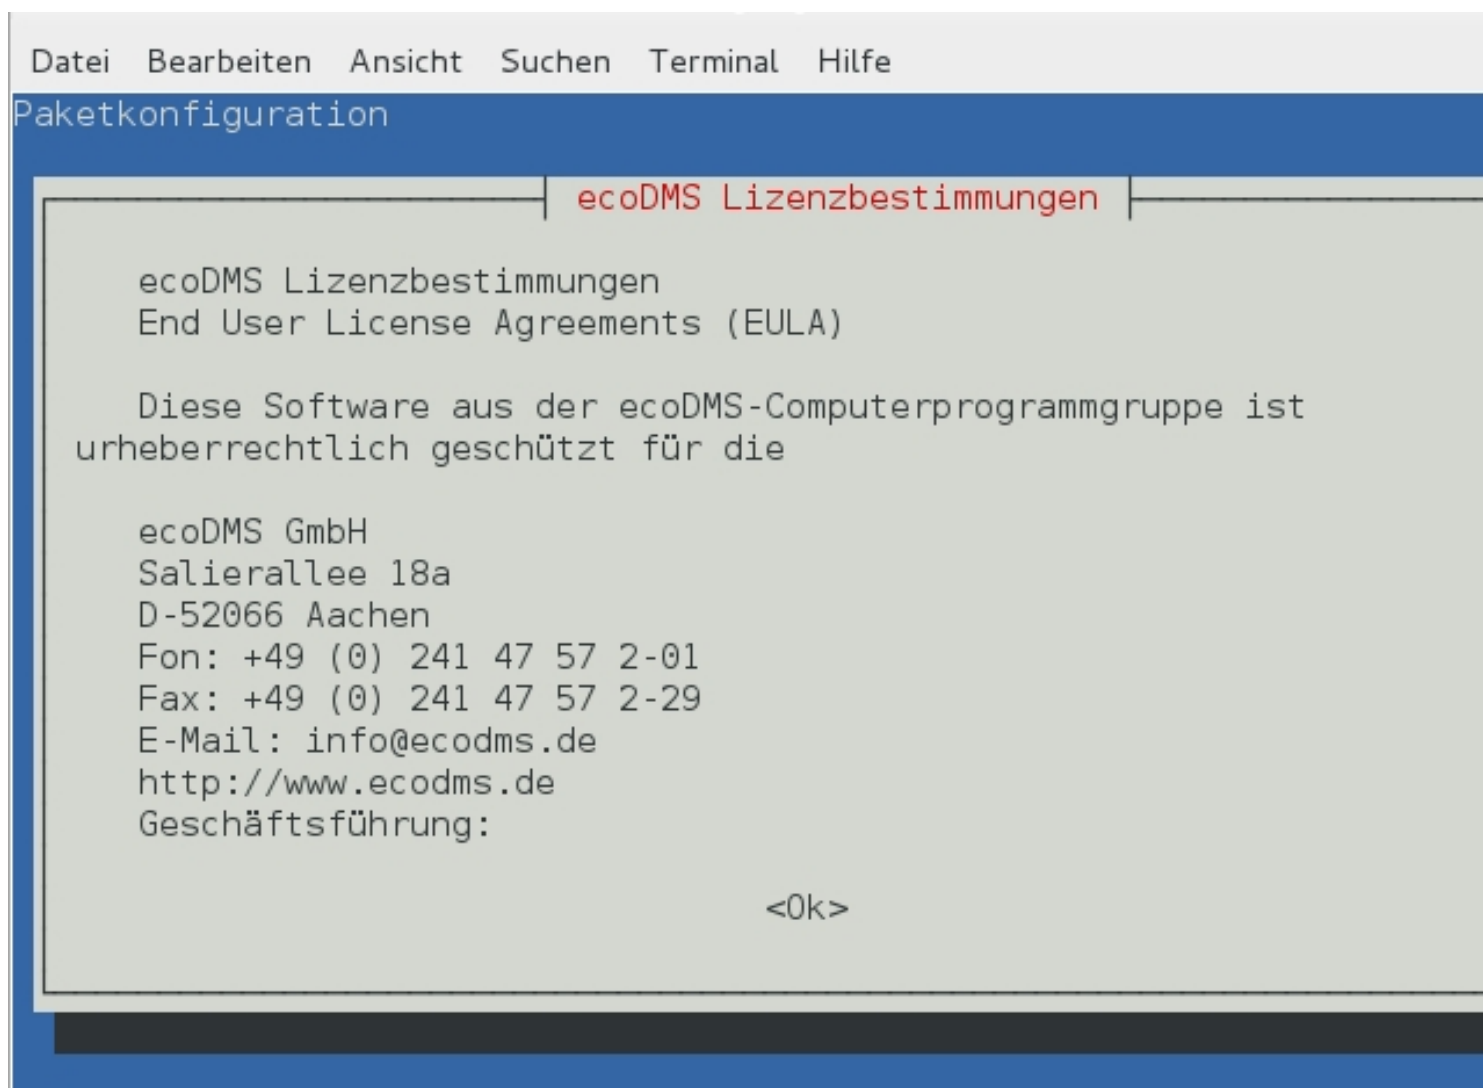 Datei Bearbeiten Ansicht Suchen Terminal Hilfe
Paketkonfiguration
ecoDMS Lizenzbestimmungen
ecoDMS Lizenzbestimmungen
End User License Agreements (EULA)
Diese Software aus der ecoDMS-Computerprogrammgruppe ist
urheberrechtlich geschützt für die
ecoDMS GmbH
Salierallee 18a
D-52066 Aachen
Fon: +49 (0) 241 47 57 2-01
Fax: +49 (0) 241 47 57 2-29
E-Mail: info@ecodms.de
http://www.ecodms.de
Geschäftsführung:
<Ok>